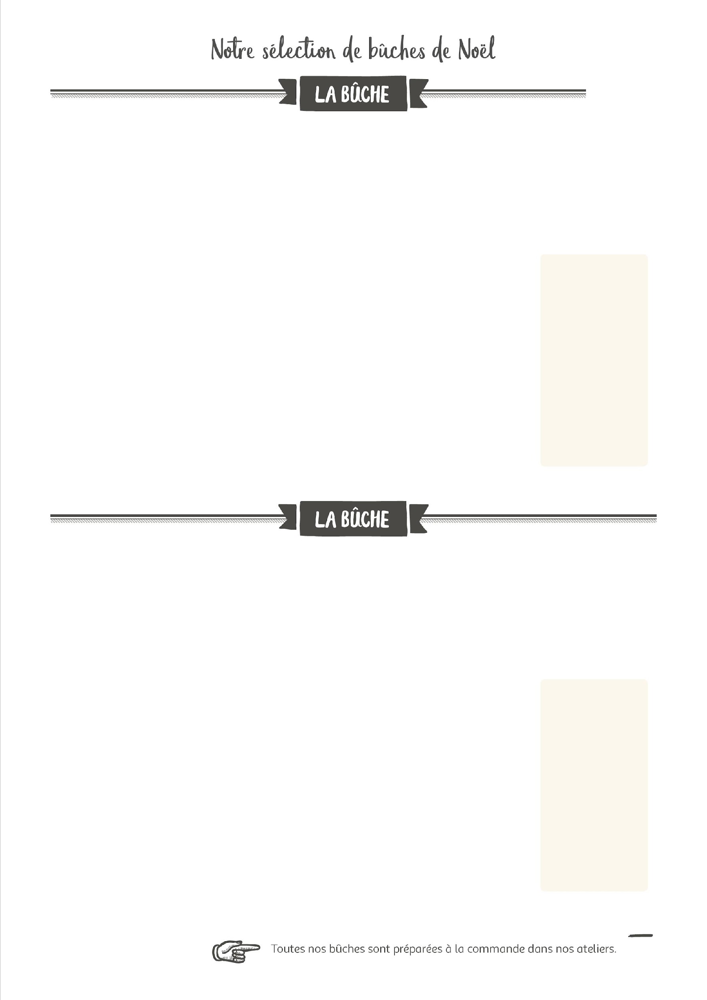 Notre sélection de bûches de Noël
LA BÛCHE
LA BÛCHE
Toutes nos bûches sont préparées à la commande dans nos ateliers.